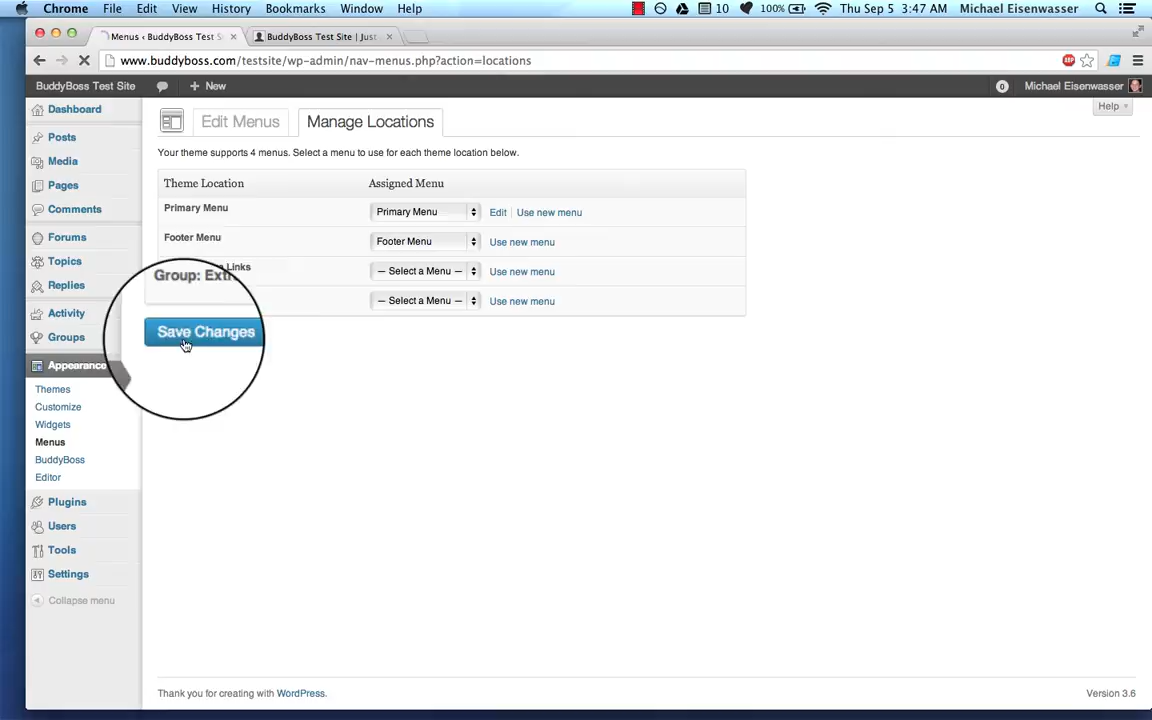 Chrome File Edit View History Bookmarks Window Help 10 100% Thu Sep 5 3:47 AM Michael Eisenwasser
Menus ‹ BuddyBoss Test S BuddyBoss Test Site | Just
www.buddyboss.com/testsite/wp-admin/nav-menus.php?action=locations
BuddyBoss Test Site + New 0 Michael Eisenwasser
Help
Dashboard
Posts
Media
Pages
Comments
Forums
Topics
Replies
Activity
Groups
Appearance
Themes
Customize
Widgets
Menus
BuddyBoss
Editor
Plugins
Users
Tools
Settings
Collapse menu
Edit Menus Manage Locations
Your theme supports 4 menus. Select a menu to use for each theme location below.
Theme Location Assigned Menu
Primary Menu Primary Menu Edit Use new menu
Footer Menu Footer Menu Use new menu
Links — Select a Menu — Use new menu
Group: Ext — Select a Menu — Use new menu
Save Changes
Thank you for creating with WordPress. Version 3.6